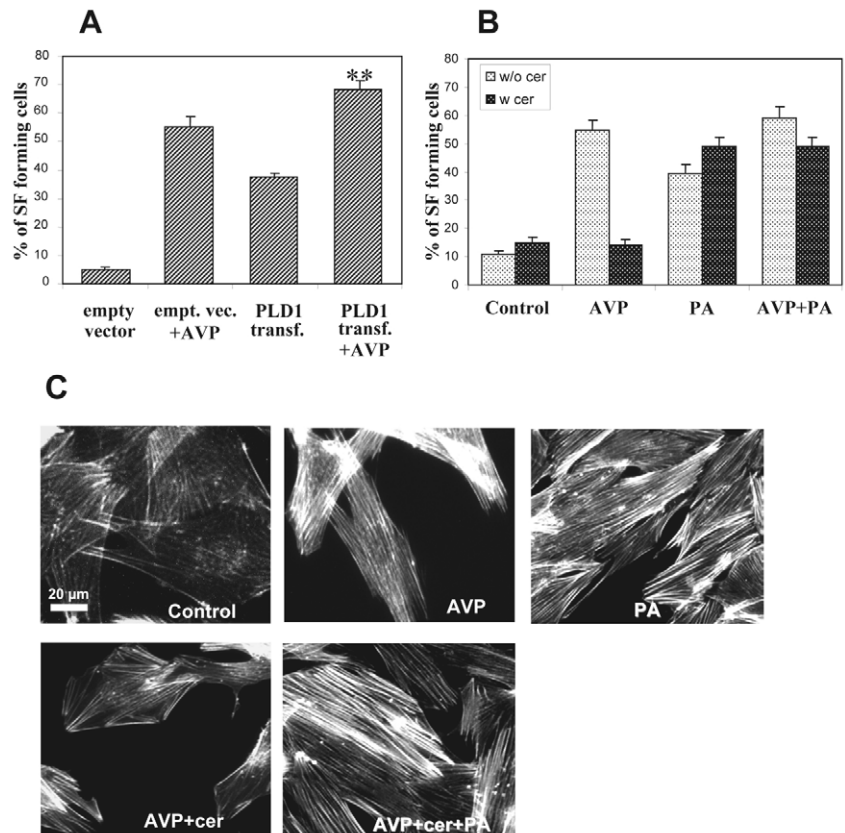 A
% of SF forming cells
80
70
60
50
40
30
20
10
0
**
empty
vector
empt. vec.
+AVP
PLD1
transf.
PLD1
transf.
+AVP
B
% of SF forming cells
80
70
60
50
40
30
20
10
0
w/o cer
w cer
Control
AVP
PA
AVP+PA
C
20 µm
Control
AVP
PA
AVP+cer
AVP+cer+PA